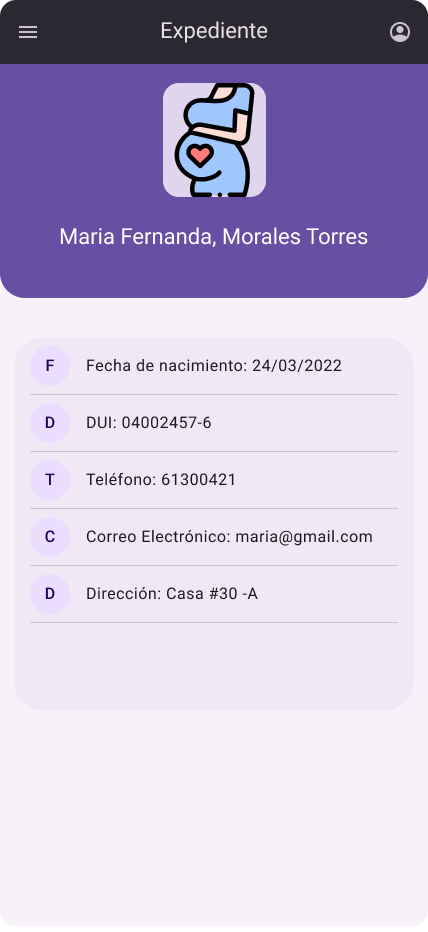 Expediente
Maria Fernanda, Morales Torres
F Fecha de nacimiento: 24/03/2022
D DUI: 04002457-6
T Teléfono: 61300421
C Correo Electrónico: maria@gmail.com
D Dirección: Casa #30 -A